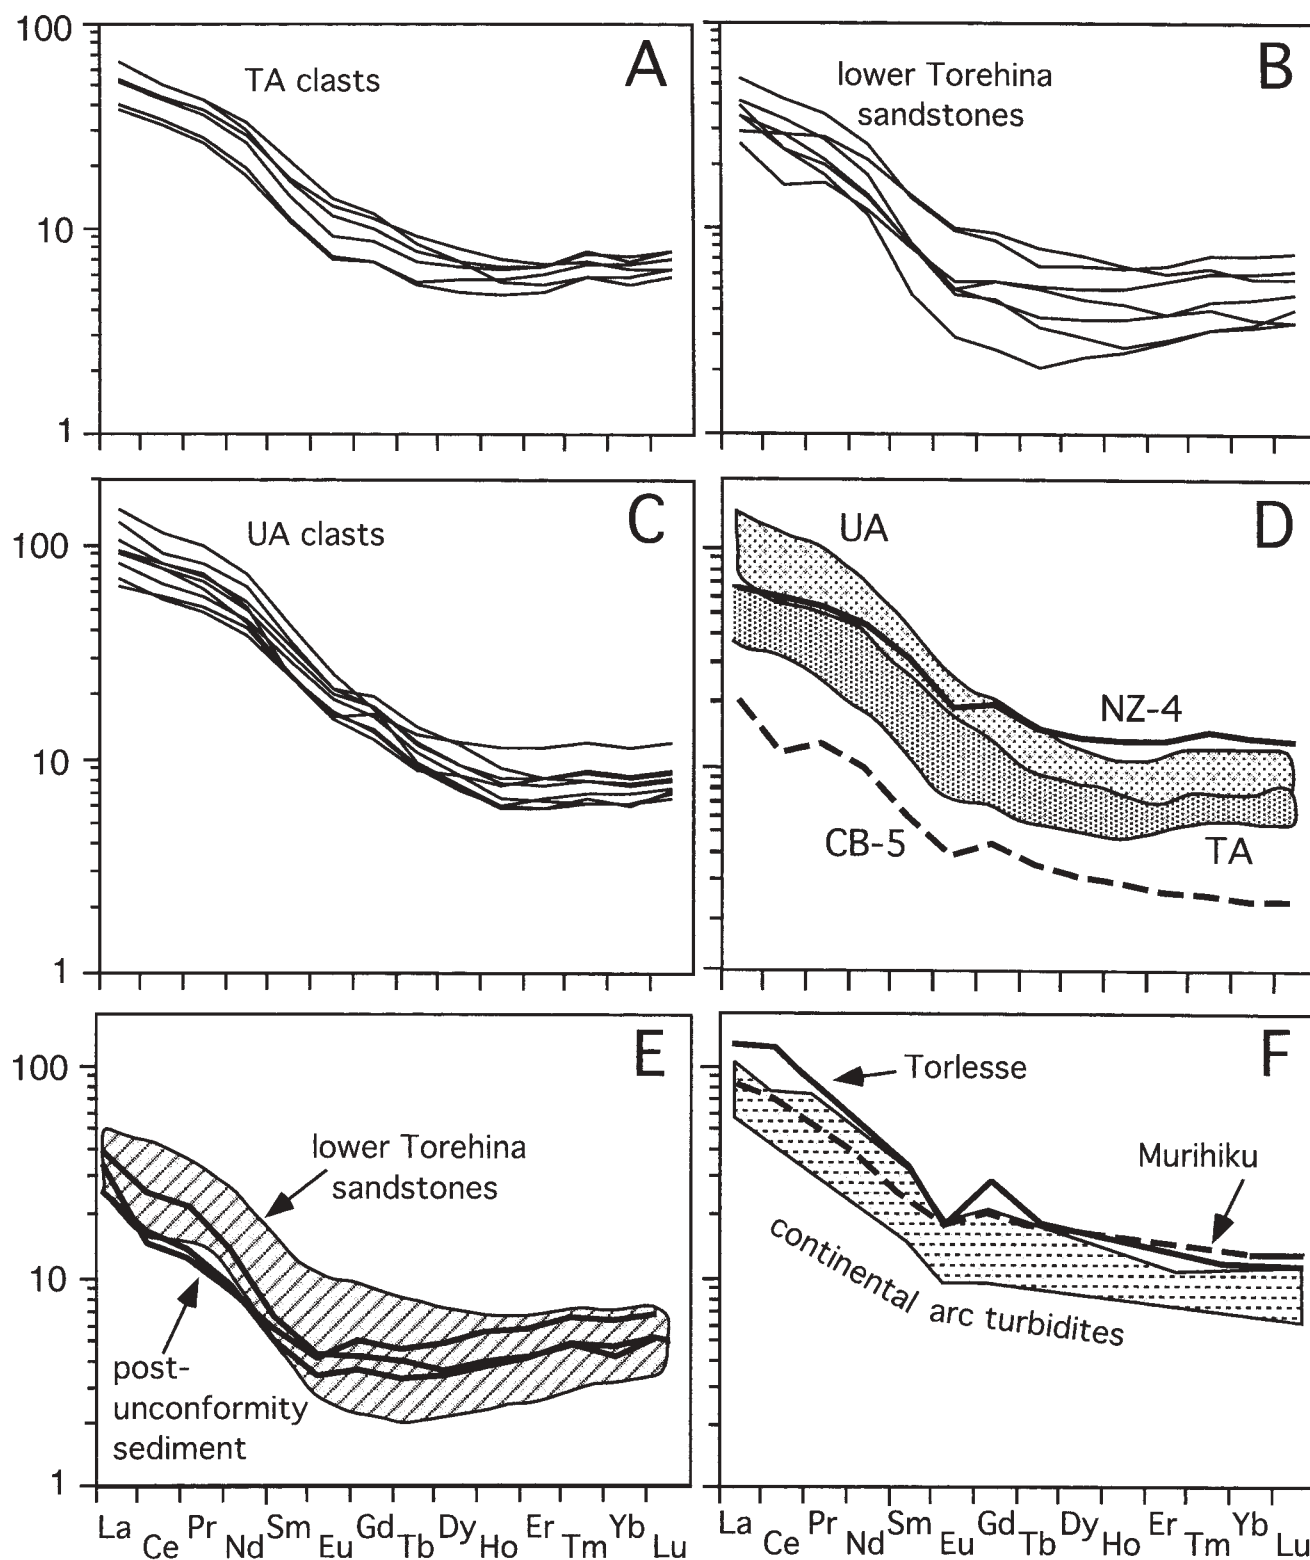 100
10
1
TA clasts
A
lower Torehina
sandstones
B
100
10
1
UA clasts
C
UA
D
NZ-4
CB-5
TA
100
10
1
E
lower Torehina
sandstones
post-
unconformity
sediment
F
Torlesse
Murihiku
continental arc turbidites
La Ce Pr Nd Sm Eu Gd Tb Dy Ho Er Tm Yb Lu
La Ce Pr Nd Sm Eu Gd Tb Dy Ho Er Tm Yb Lu